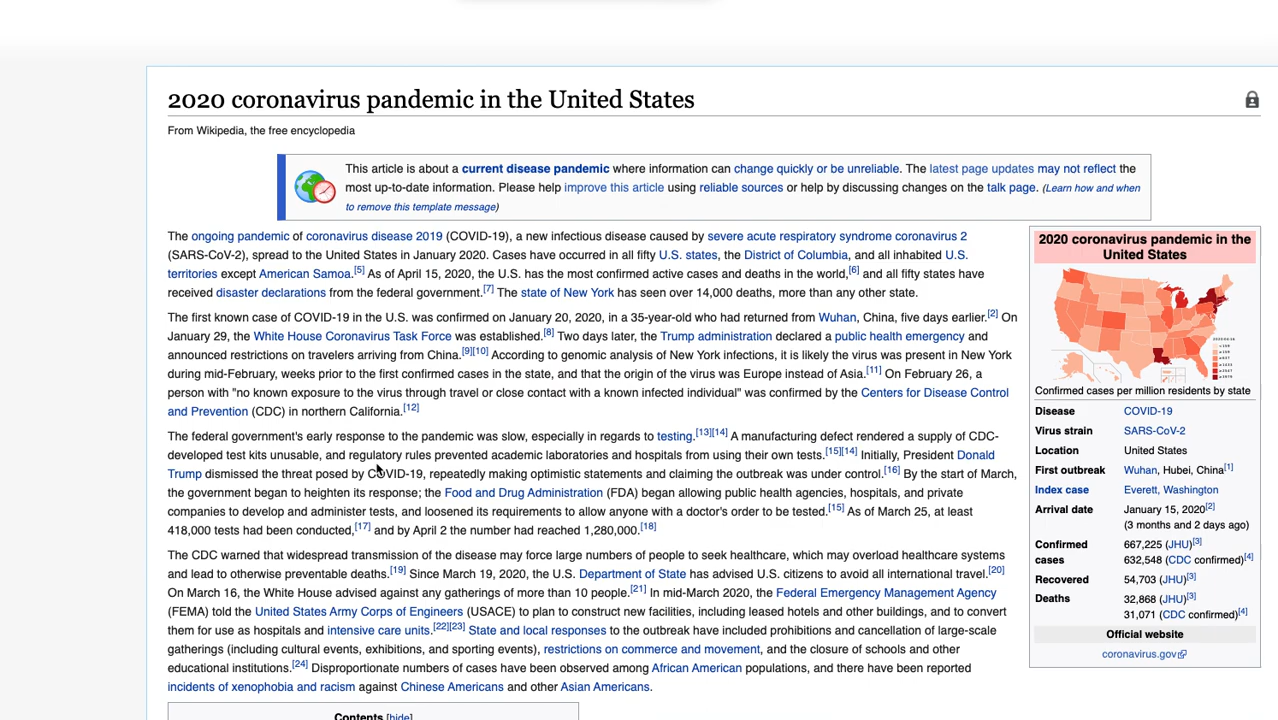 2020 coronavirus pandemic in the United States
From Wikipedia, the free encyclopedia
This article is about a current disease pandemic where information can change quickly or be unreliable. The latest page updates may not reflect the
most up-to-date information. Please help improve this article using reliable sources or help by discussing changes on the talk page. (Learn how and when
to remove this template message)
The ongoing pandemic of coronavirus disease 2019 (COVID-19), a new infectious disease caused by severe acute respiratory syndrome coronavirus 2
(SARS-CoV-2), spread to the United States in January 2020. Cases have occurred in all fifty U.S. states, the District of Columbia, and all inhabited U.S.
territories except American Samoa.[5] As of April 15, 2020, the U.S. has the most confirmed active cases and deaths in the world,[6] and all fifty states have
received disaster declarations from the federal government.[7] The state of New York has seen over 14,000 deaths, more than any other state.
The first known case of COVID-19 in the U.S. was confirmed on January 20, 2020, in a 35-year-old who had returned from Wuhan, China, five days earlier.[2] On
January 29, the White House Coronavirus Task Force was established.[8] Two days later, the Trump administration declared a public health emergency and
announced restrictions on travelers arriving from China.[9][10] According to genomic analysis of New York infections, it is likely the virus was present in New York
during mid-February, weeks prior to the first confirmed cases in the state, and that the origin of the virus was Europe instead of Asia.[11] On February 26, a
person with "no known exposure to the virus through travel or close contact with a known infected individual" was confirmed by the Centers for Disease Control
and Prevention (CDC) in northern California.[12]
The federal government's early response to the pandemic was slow, especially in regards to testing.[13][14] A manufacturing defect rendered a supply of CDC-
developed test kits unusable, and regulatory rules prevented academic laboratories and hospitals from using their own tests.[15][14] Initially, President Donald
Trump dismissed the threat posed by COVID-19, repeatedly making optimistic statements and claiming the outbreak was under control.[16] By the start of March,
the government began to heighten its response; the Food and Drug Administration (FDA) began allowing public health agencies, hospitals, and private
companies to develop and administer tests, and loosened its requirements to allow anyone with a doctor's order to be tested.[15] As of March 25, at least
418,000 tests had been conducted,[17] and by April 2 the number had reached 1,280,000.[18]
The CDC warned that widespread transmission of the disease may force large numbers of people to seek healthcare, which may overload healthcare systems
and lead to otherwise preventable deaths.[19] Since March 19, 2020, the U.S. Department of State has advised U.S. citizens to avoid all international travel.[20]
On March 16, the White House advised against any gatherings of more than 10 people.[21] In mid-March 2020, the Federal Emergency Management Agency
(FEMA) told the United States Army Corps of Engineers (USACE) to plan to construct new facilities, including leased hotels and other buildings, and to convert
them for use as hospitals and intensive care units.[22][23] State and local responses to the outbreak have included prohibitions and cancellation of large-scale
gatherings (including cultural events, exhibitions, and sporting events), restrictions on commerce and movement, and the closure of schools and other
educational institutions.[24] Disproportionate numbers of cases have been observed among African American populations, and there have been reported
incidents of xenophobia and racism against Chinese Americans and other Asian Americans.
Contents [hide]
2020 coronavirus pandemic in the
United States
Confirmed cases per million residents by state
Disease COVID-19
Virus strain SARS-CoV-2
Location United States
First outbreak Wuhan, Hubei, China[1]
Index case Everett, Washington
Arrival date January 15, 2020[2]
(3 months and 2 days ago)
Confirmed 667,225 (JHU)[3]
cases 632,548 (CDC confirmed)[4]
Recovered 54,703 (JHU)[3]
Deaths 32,868 (JHU)[3]
31,071 (CDC confirmed)[4]
Official website
coronavirus.gov